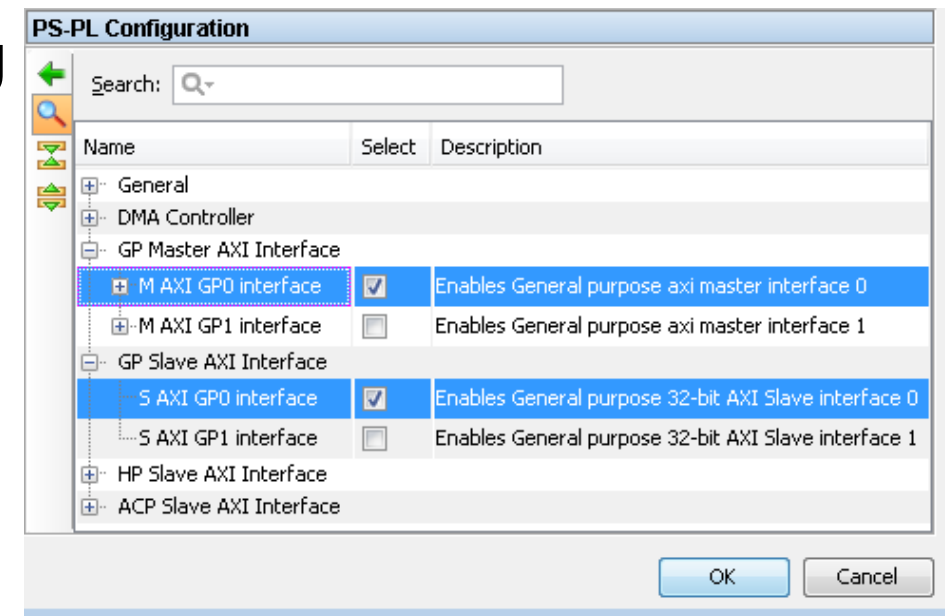 PS-PL Configuration
Search:
Name Select Description
General
DMA Controller
GP Master AXI Interface
M AXI GP0 interface Enables General purpose axi master interface 0
M AXI GP1 interface Enables General purpose axi master interface 1
GP Slave AXI Interface
S AXI GP0 interface Enables General purpose 32-bit AXI Slave interface 0
S AXI GP1 interface Enables General purpose 32-bit AXI Slave interface 1
HP Slave AXI Interface
ACP Slave AXI Interface
OK Cancel